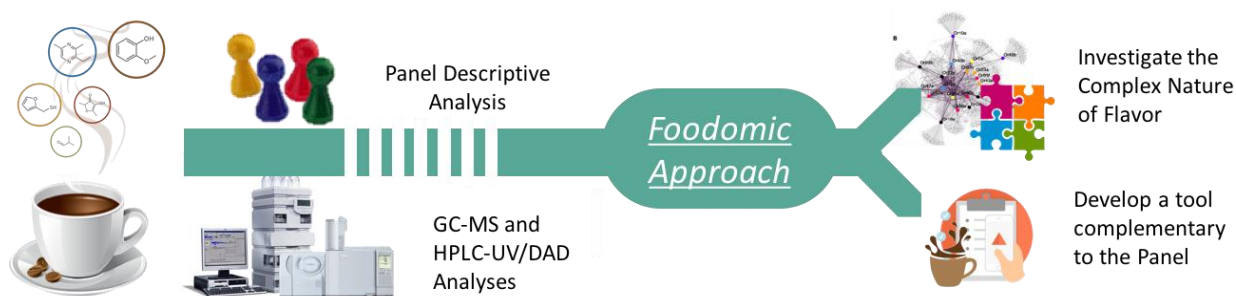 Panel Descriptive
Analysis
GC-MS and
HPLC-UV/DAD
Analyses
Foodomic
Approach
Investigate the
Complex Nature
of Flavor
Develop a tool
complementary
to the Panel